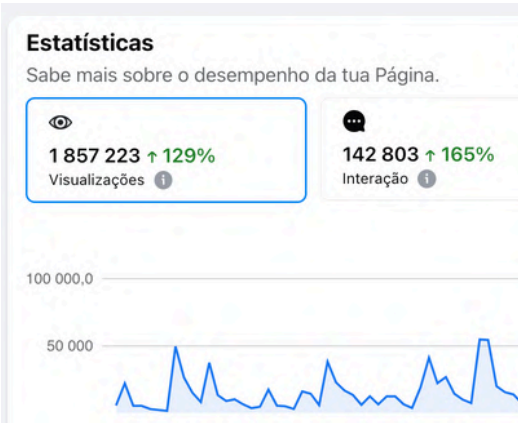 Estatísticas
Sabe mais sobre o desempenho da tua Página.
1 857 223 ↑ 129%
Visualizações
142 803 ↑ 165%
Interação
100 000,0
50 000